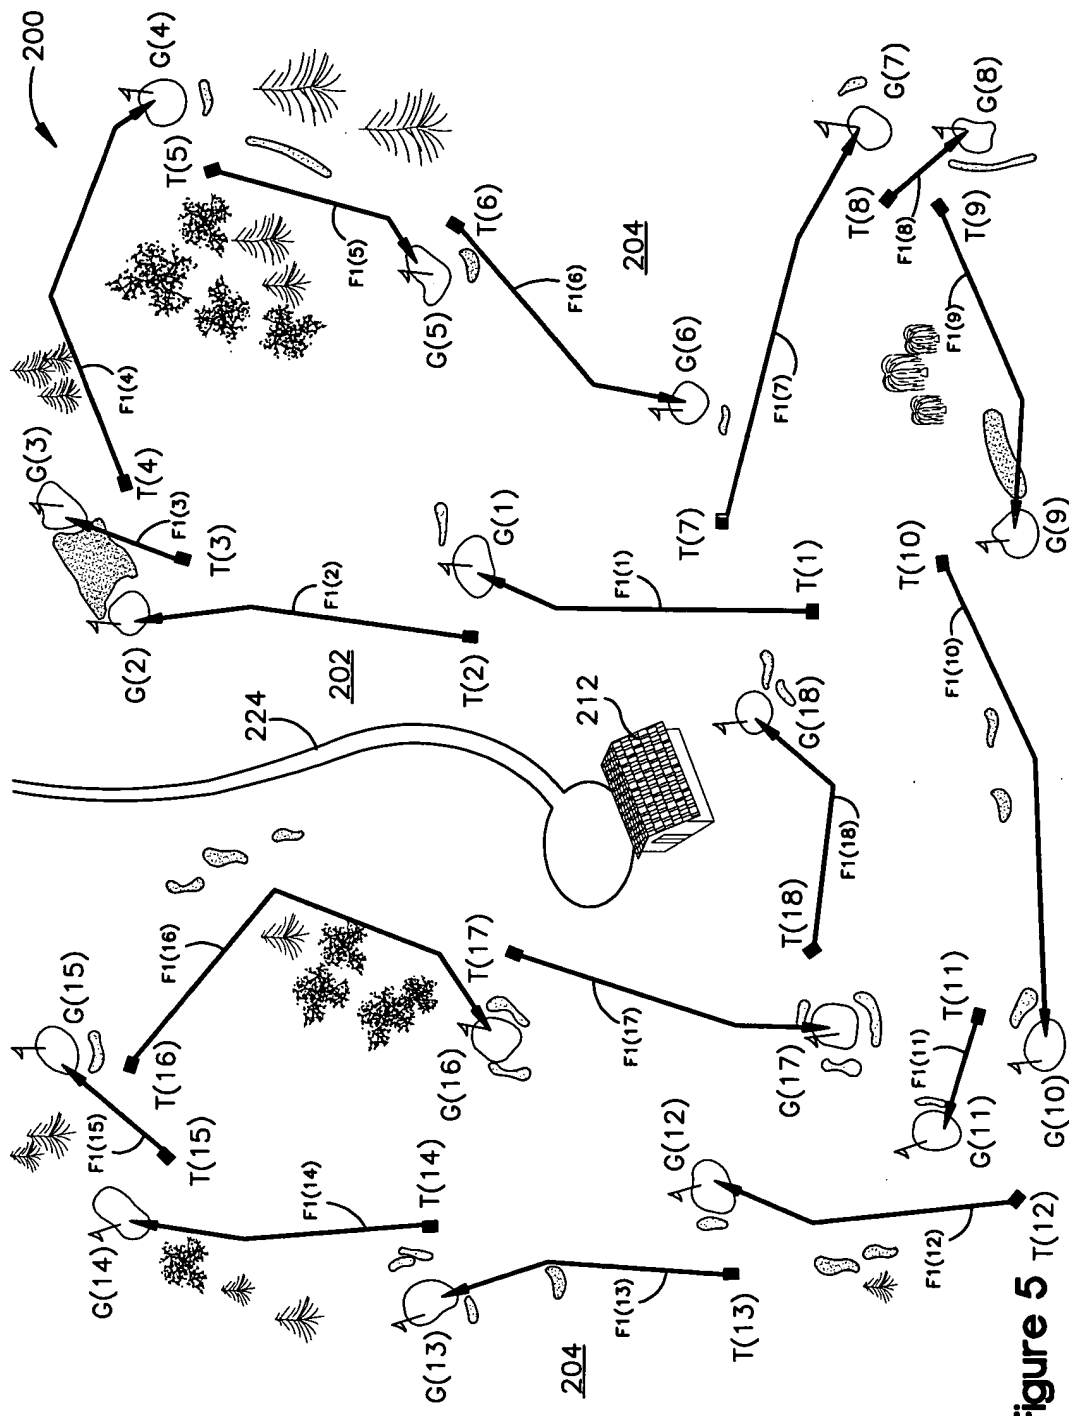 200
G(4)
T(5)
F1(4)
F1(5)
G(3)
T(4)
F1(3)
T(3)
G(5)
T(6)
F1(6)
204
G(7)
G(8)
T(8)
F1(8)
T(9)
G(6)
F1(7)
F1(9)
T(7)
G(1)
F1(2)
F1(1)
T(1)
G(9)
T(10)
G(2)
202
T(2)
224
212
G(18)
F1(10)
F1(18)
T(18)
F1(16)
G(15)
T(16)
T(17)
F1(17)
G(16)
G(17)
T(11)
F1(11)
G(10)
G(11)
F1(15)
T(15)
G(12)
G(14)
F1(14)
T(14)
F1(12)
T(12)
G(13)
F1(13)
T(13)
204
Figure 5